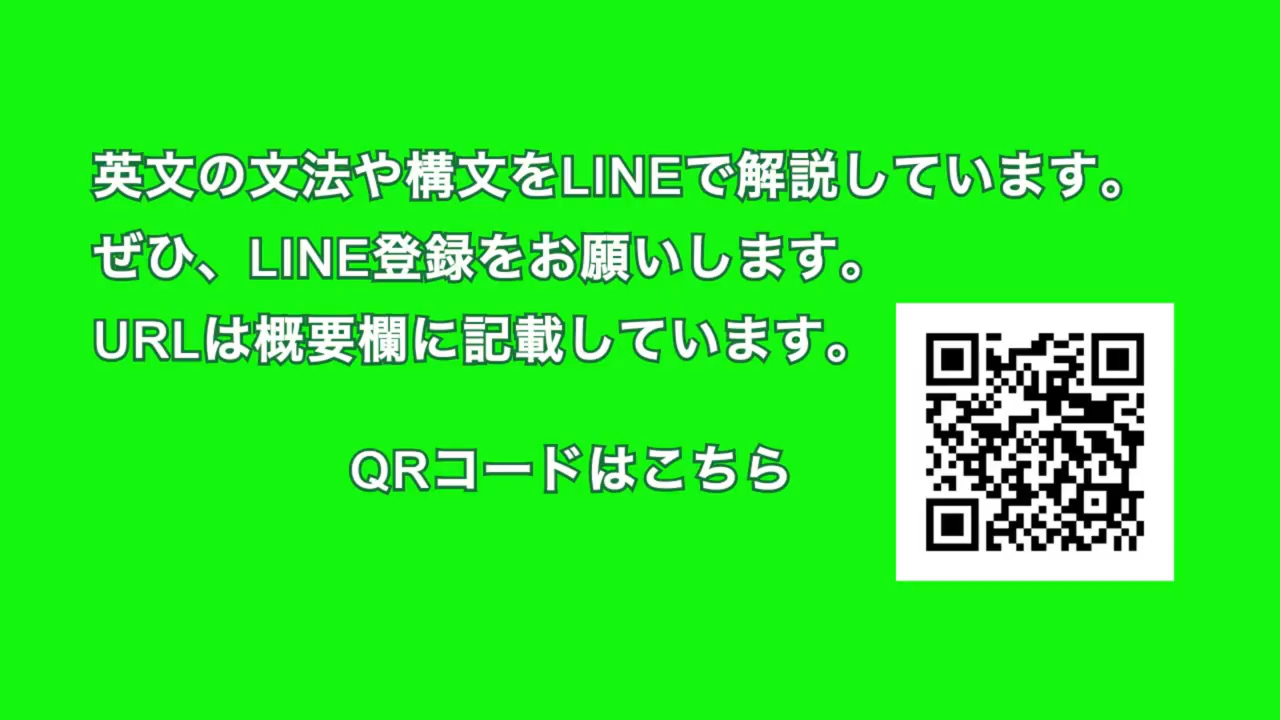 英文の文法や構文をLINEで解説しています。
ぜひ、LINE登録をお願いします。
URLは概要欄に記載しています。
QRコードはこちら